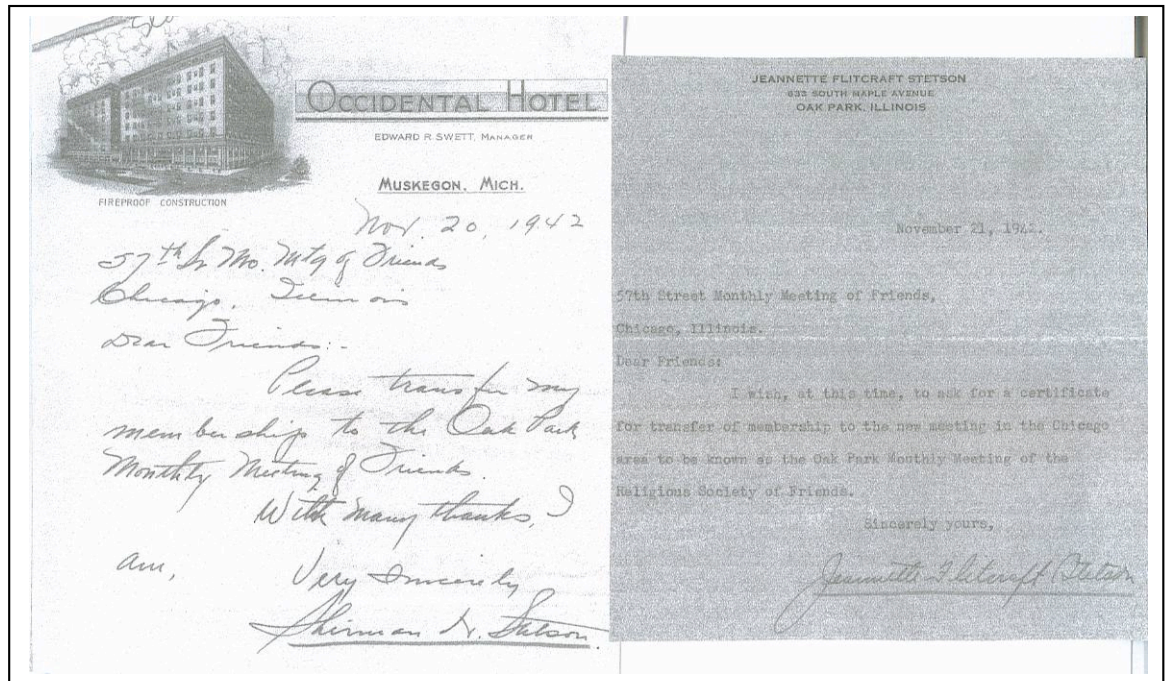 OCCIDENTAL HOTEL
EDWARD R. SWETT, MANAGER
MUSKEGON, MICH.
FIREPROOF CONSTRUCTION
Nov. 20, 1942
57th St Mo. Mtg of Friends
Chicago, Illinois
Dear Friends:-
Please transfer my
membership to the Oak Park
Monthly Meeting of Friends.
With many thanks, I
am,
Very Sincerely
Sherman W. Stetson.
JEANNETTE FLITCRAFT STETSON
SOUTH MAPLE AVENUE
OAK PARK, ILLINOIS
November 21, 1942.
57th Street Monthly Meeting of Friends,
Chicago, Illinois.
Dear Friends:
I wish, at this time, to ask for a certificate
for transfer of membership to the new meeting in the Chicago
area to be known as the Oak Park Monthly Meeting of the
Religious Society of Friends.
Sincerely yours,
Jeannette Flitcraft Stetson